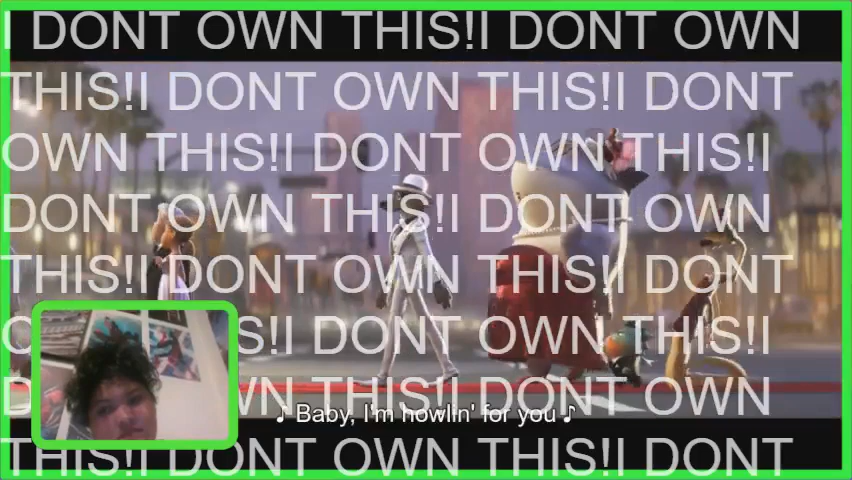 I DONT OWN THIS!I DONT OWN
THIS!I DONT OWN THIS!I DONT
OWN THIS!I DONT OWN THIS!I
DONT OWN THIS!I DONT OWN
THIS!I DONT OWN THIS!I DONT
O S!I DONT OWN THIS!I
D WN THIS!I DONT OWN
♪ Baby, I'm howlin' for you ♪
THIS!I DONT OWN THIS!I DONT